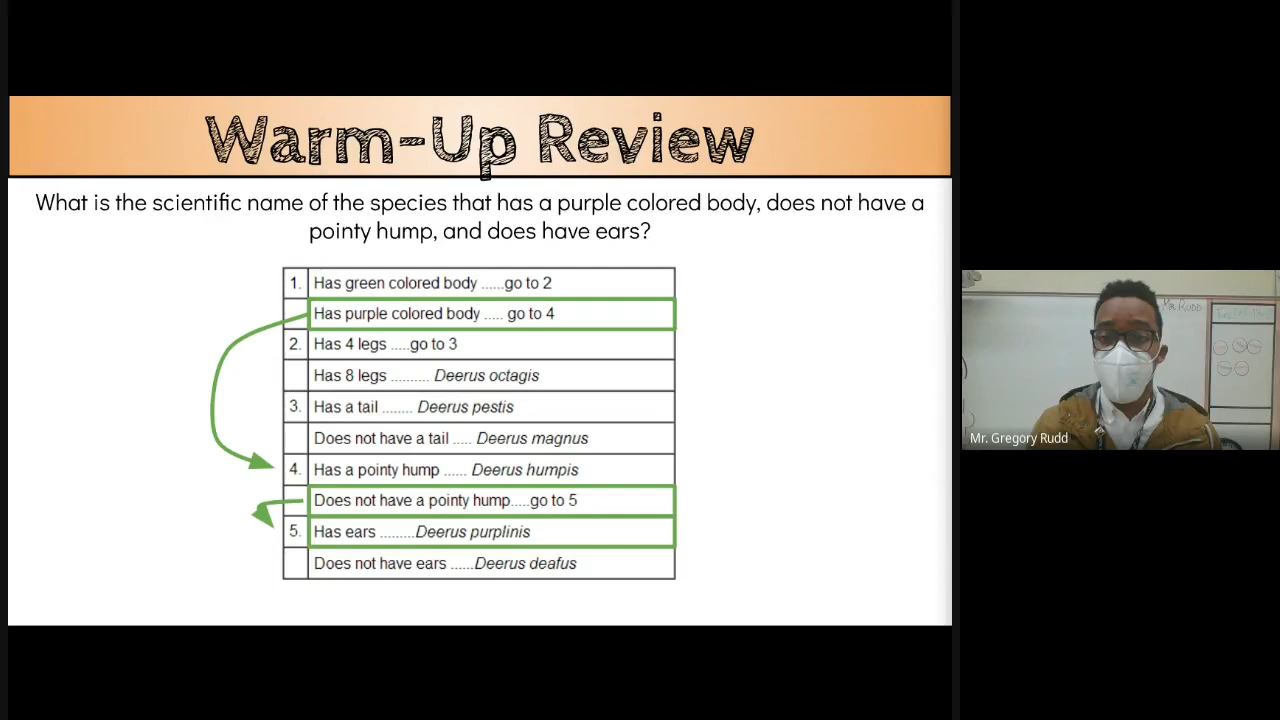 Warm-Up Review
What is the scientific name of the species that has a purple colored body, does not have a
pointy hump, and does have ears?
1. Has green colored body ......go to 2
Has purple colored body ..... go to 4
2. Has 4 legs .....go to 3
Has 8 legs .......... Deerus octagis
3. Has a tail ........ Deerus pestis
Does not have a tail ..... Deerus magnus
4. Has a pointy hump ...... Deerus humpis
Does not have a pointy hump.....go to 5
5. Has ears .........Deerus purplinis
Does not have ears ......Deerus deafus
Mr. Rudd
Mr. Gregory Rudd